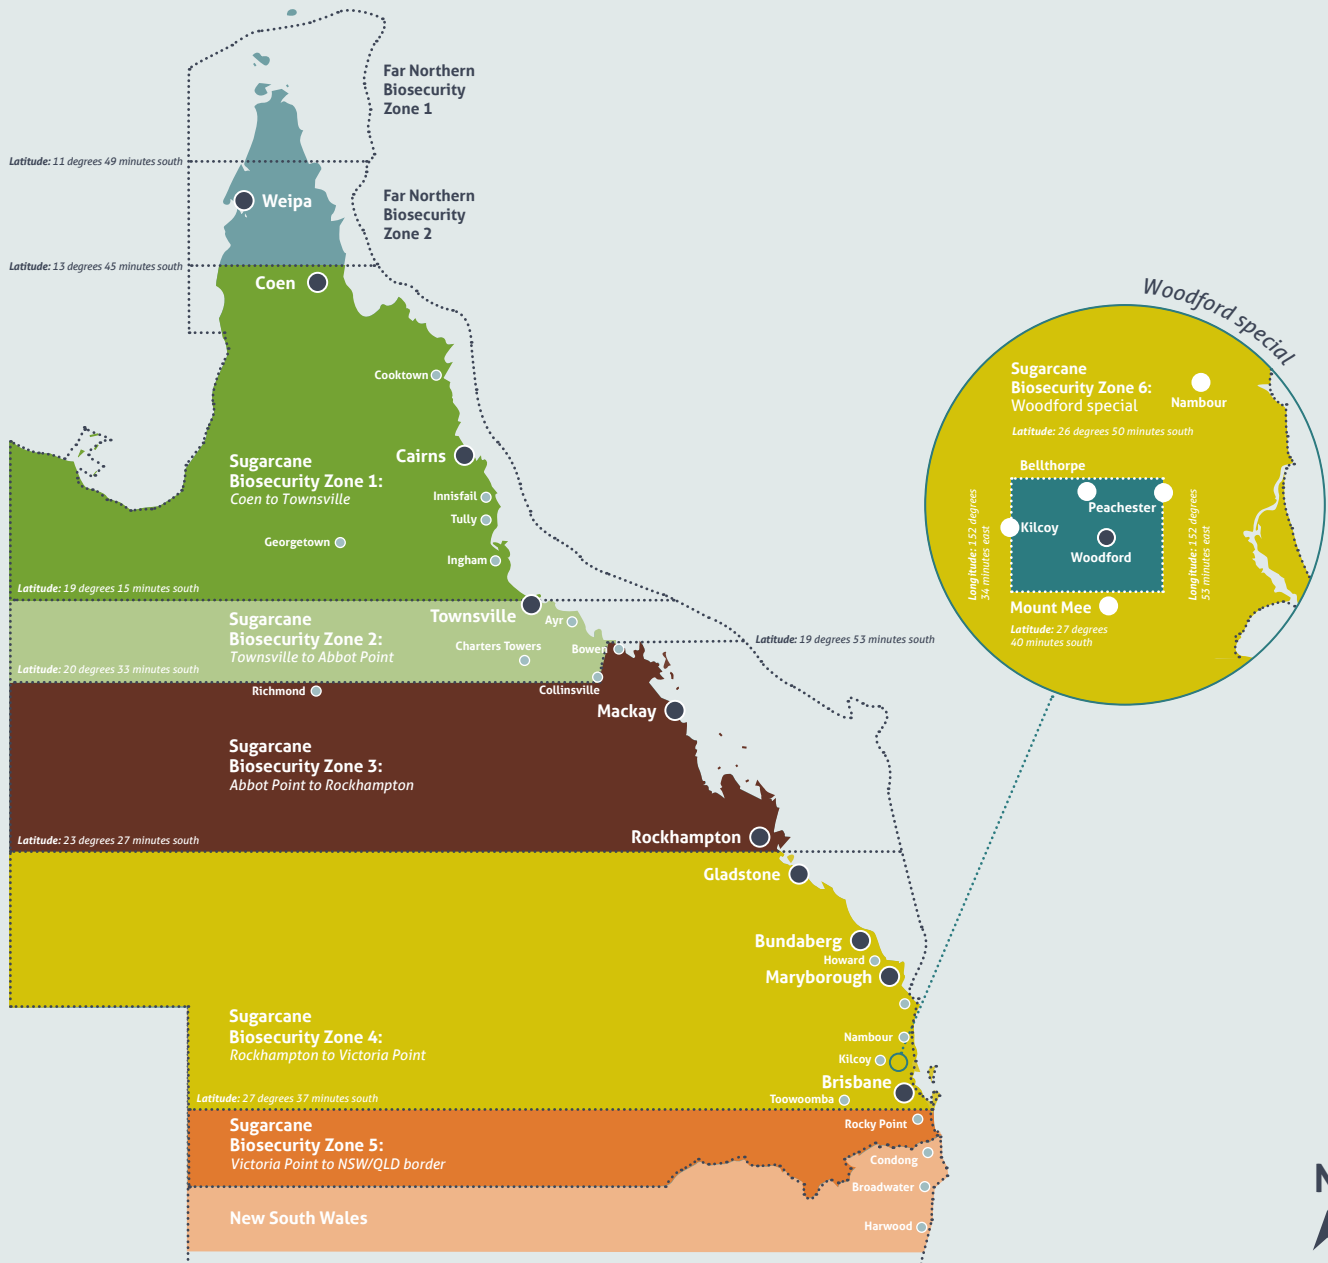 Far Northern
Biosecurity
Zone 1
Latitude: 11 degrees 49 minutes south
Weipa
Far Northern
Biosecurity
Zone 2
Latitude: 13 degrees 45 minutes south
Coen
Cooktown
Cairns
Sugarcane
Biosecurity Zone 1:
Coen to Townsville
Innisfail
Tully
Georgetown
Ingham
Latitude: 19 degrees 15 minutes south
Townsville
Sugarcane
Biosecurity Zone 2:
Townsville to Abbot Point
Ayr
Charters Towers
Bowen
Latitude: 19 degrees 53 minutes south
Latitude: 20 degrees 33 minutes south
Richmond
Collinsville
Mackay
Sugarcane
Biosecurity Zone 3:
Abbot Point to Rockhampton
Rockhampton
Latitude: 23 degrees 27 minutes south
Gladstone
Bundaberg
Howard
Maryborough
Sugarcane
Biosecurity Zone 4:
Rockhampton to Victoria Point
Nambour
Kilcoy
Brisbane
Toowoomba
Latitude: 27 degrees 37 minutes south
Sugarcane
Biosecurity Zone 5:
Victoria Point to NSW/QLD border
Rocky Point
Condong
Broadwater
New South Wales
Harwood
Woodford special
Sugarcane
Biosecurity Zone 6:
Woodford special
Nambour
Latitude: 26 degrees 50 minutes south
Bellthorpe
Peachester
Kilcoy
Woodford
Longitude: 152 degrees
34 minutes east
Longitude: 152 degrees
53 minutes east
Mount Mee
Latitude: 27 degrees
40 minutes south
N